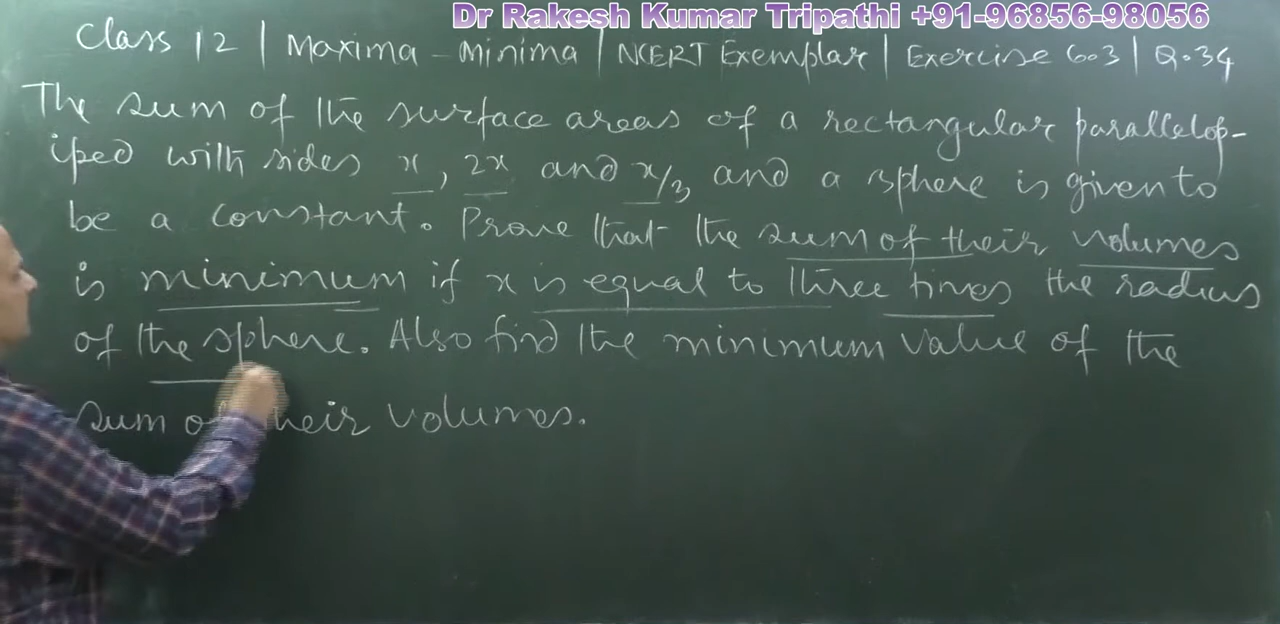 Dr Rakesh Kumar Tripathi +91-96856-98056
Class 12 | Maxima - Minima | NCERT Exemplar | Exercise 6.3 | Q.34
The sum of the surface areas of a rectangular parallelop-
iped with sides x, 2x and x/3 and a sphere is given to
be a constant. Prove that the sum of their volumes
is minimum if x is equal to three times the radius
of the sphere. Also find the minimum value of the
sum of their volumes.